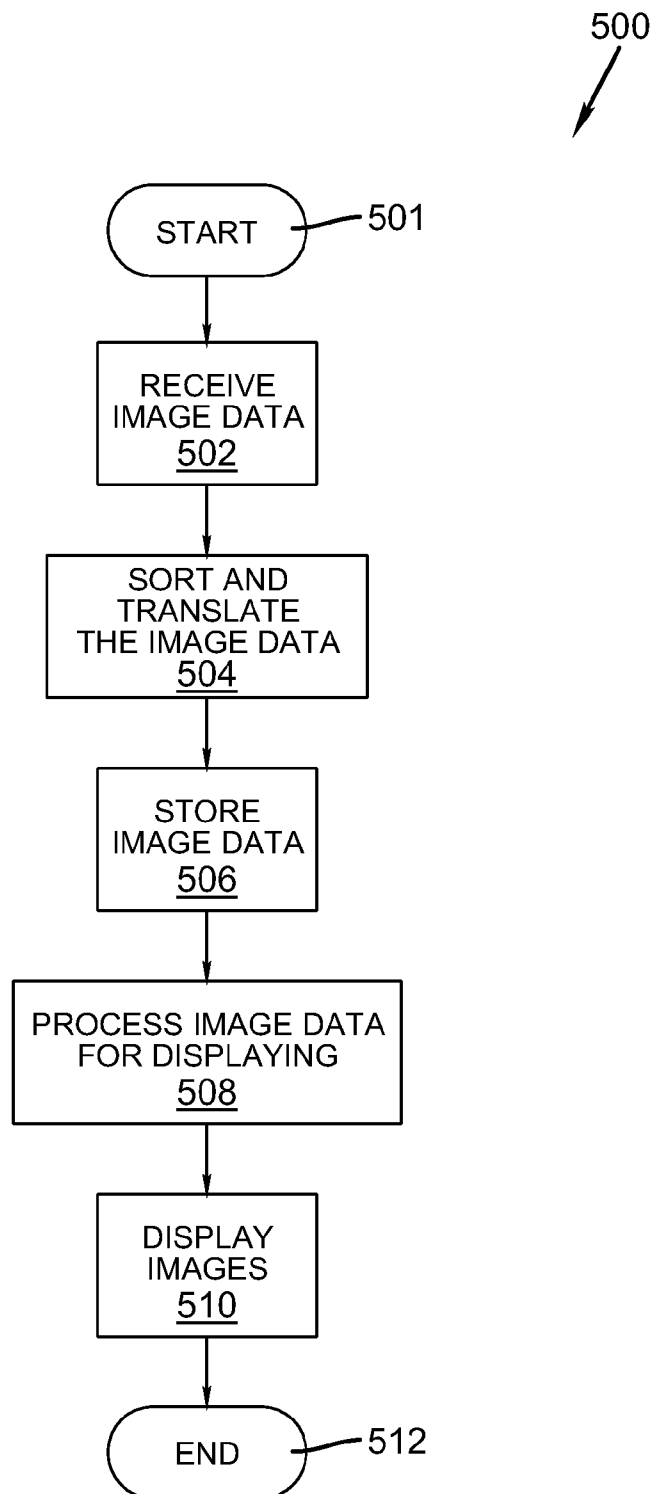 500
START
501
RECEIVE
IMAGE DATA
502
SORT AND
TRANSLATE
THE IMAGE DATA
504
STORE
IMAGE DATA
506
PROCESS IMAGE DATA
FOR DISPLAYING
508
DISPLAY
IMAGES
510
END
512